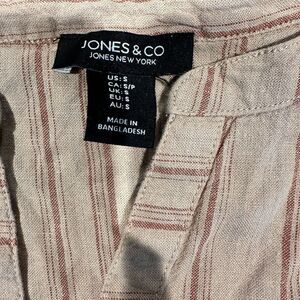 JONES & CO
JONES NEW YORK
US: S
CA: S/P
UK: S
EU: S
AU: S
MADE IN
BANGLADESH